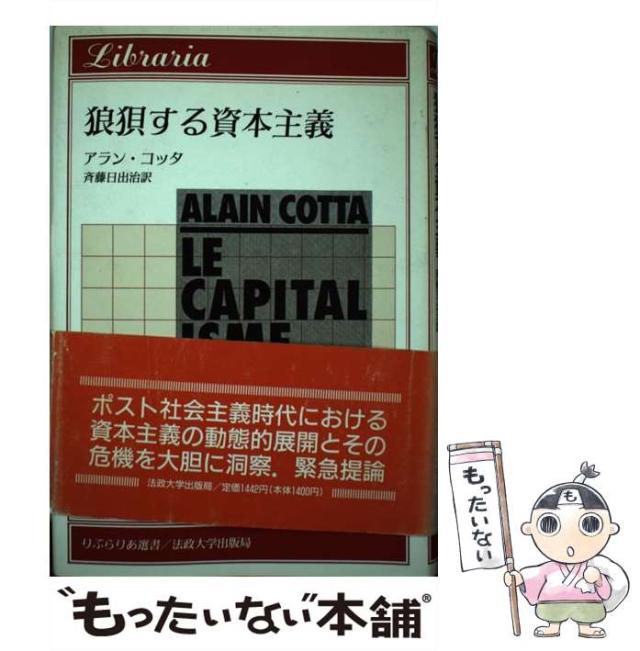 Libraria
狼狽する資本主義
アラン・コッタ
斉藤日出治訳
ALAIN COTTA
LE
CAPITAL
ISME
ポスト社会主義時代における
資本主義の動態的展開とその
危機を大胆に洞察．緊急提論
法政大学出版局／定価1442円（本体1400円）
りぶらりあ選書／法政大学出版局
もったいない
“もったいない”本舗®